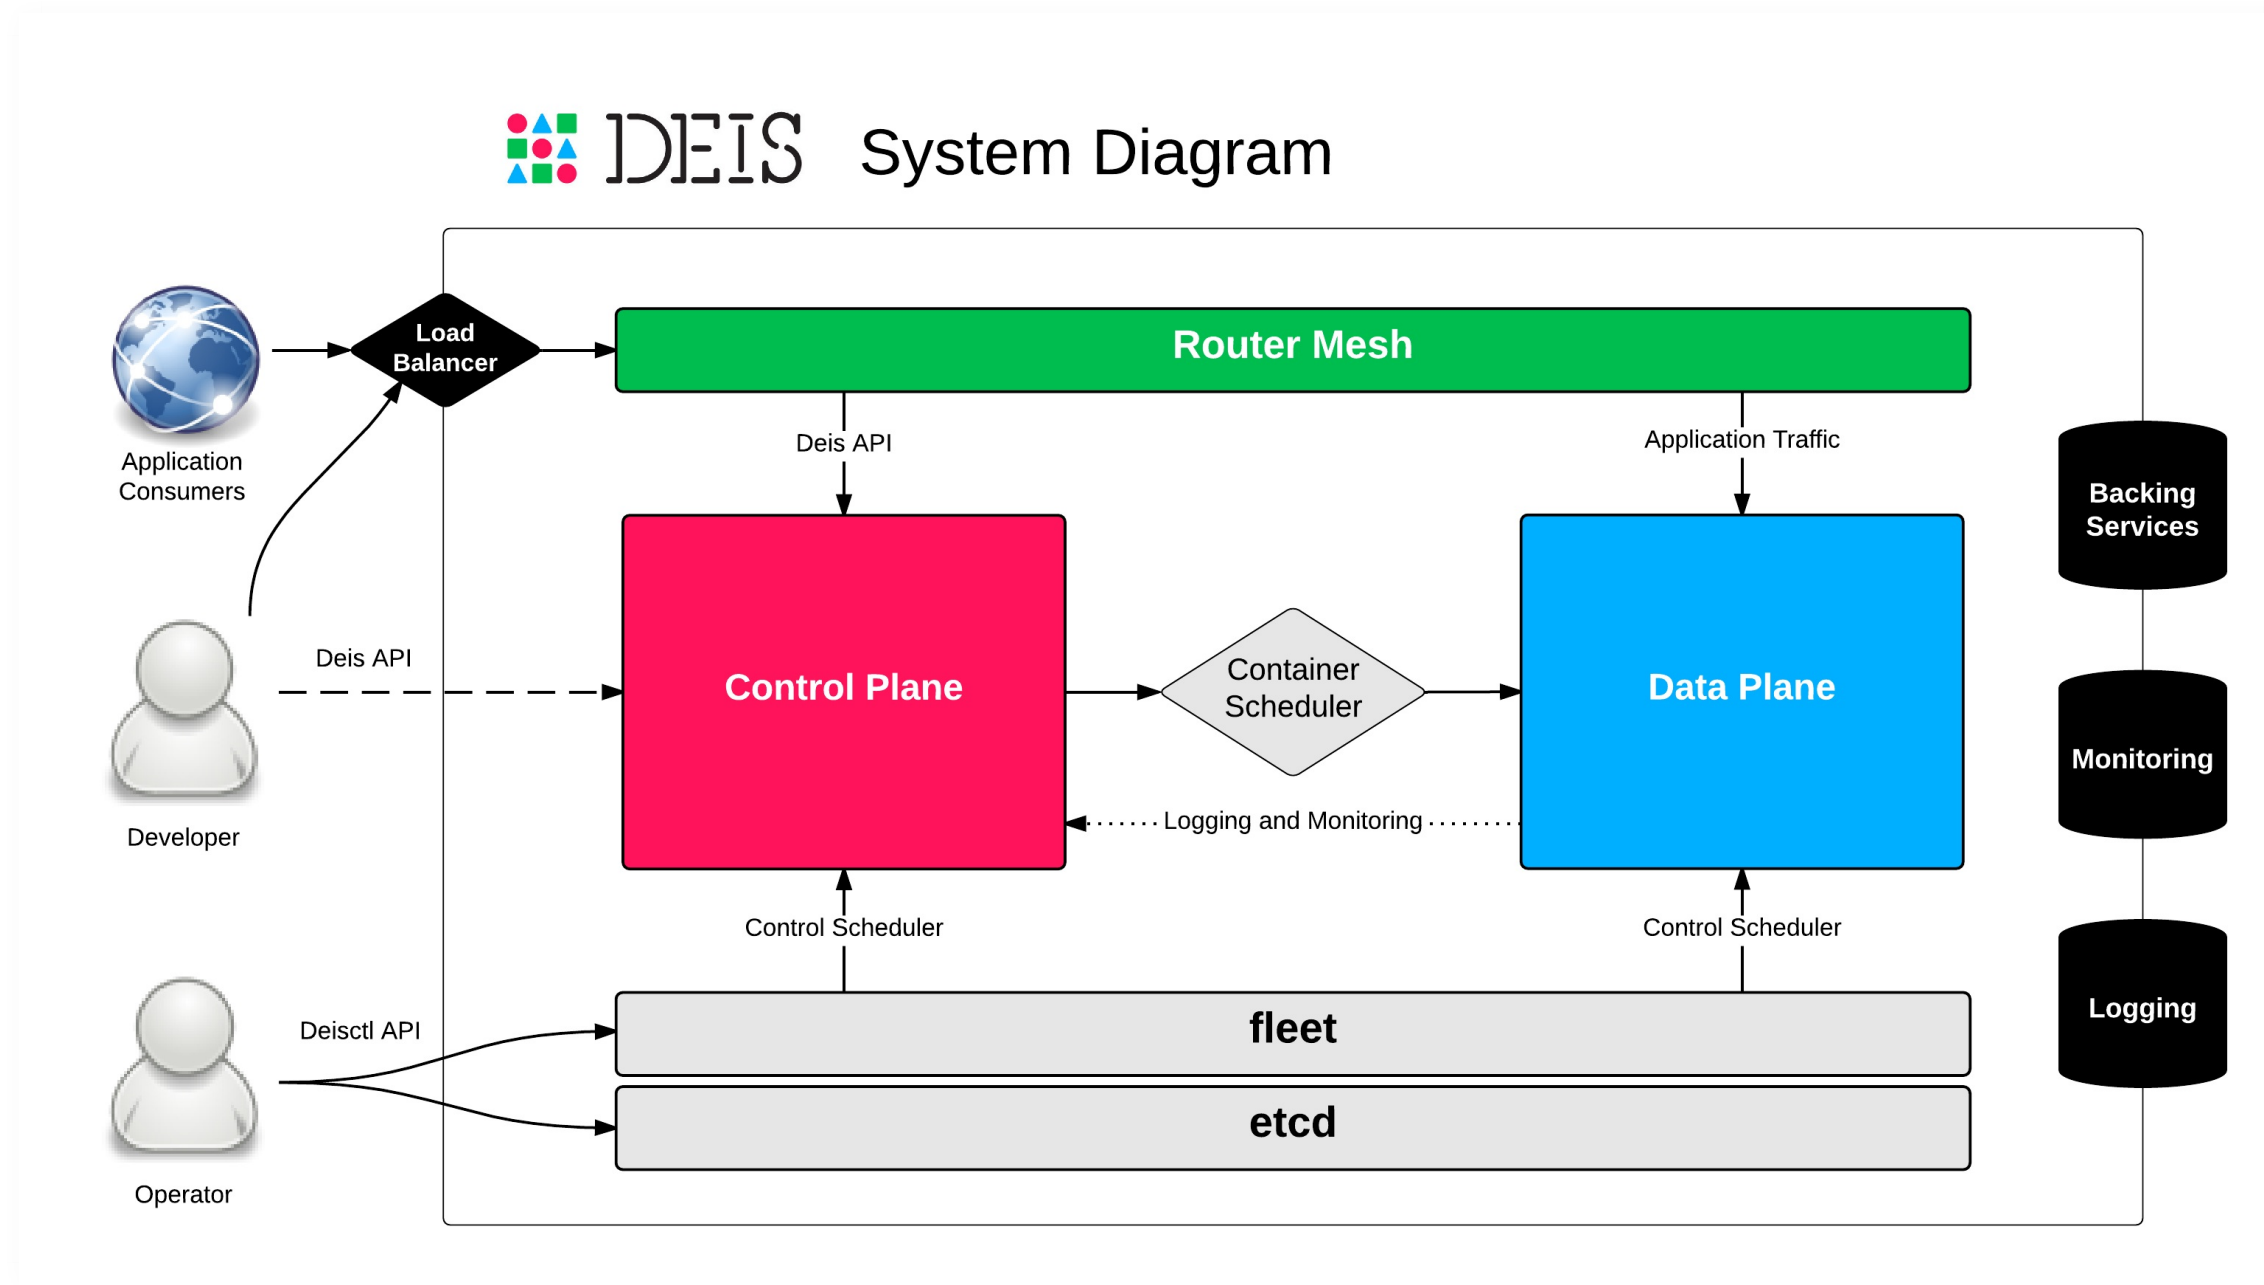 DEIS System Diagram
Load
Balancer
Router Mesh
Application
Consumers
Deis API
Application Traffic
Backing
Services
Deis API
Control Plane
Container
Scheduler
Data Plane
Monitoring
Logging and Monitoring
Developer
Control Scheduler
Control Scheduler
Deisctl API
fleet
Logging
etcd
Operator